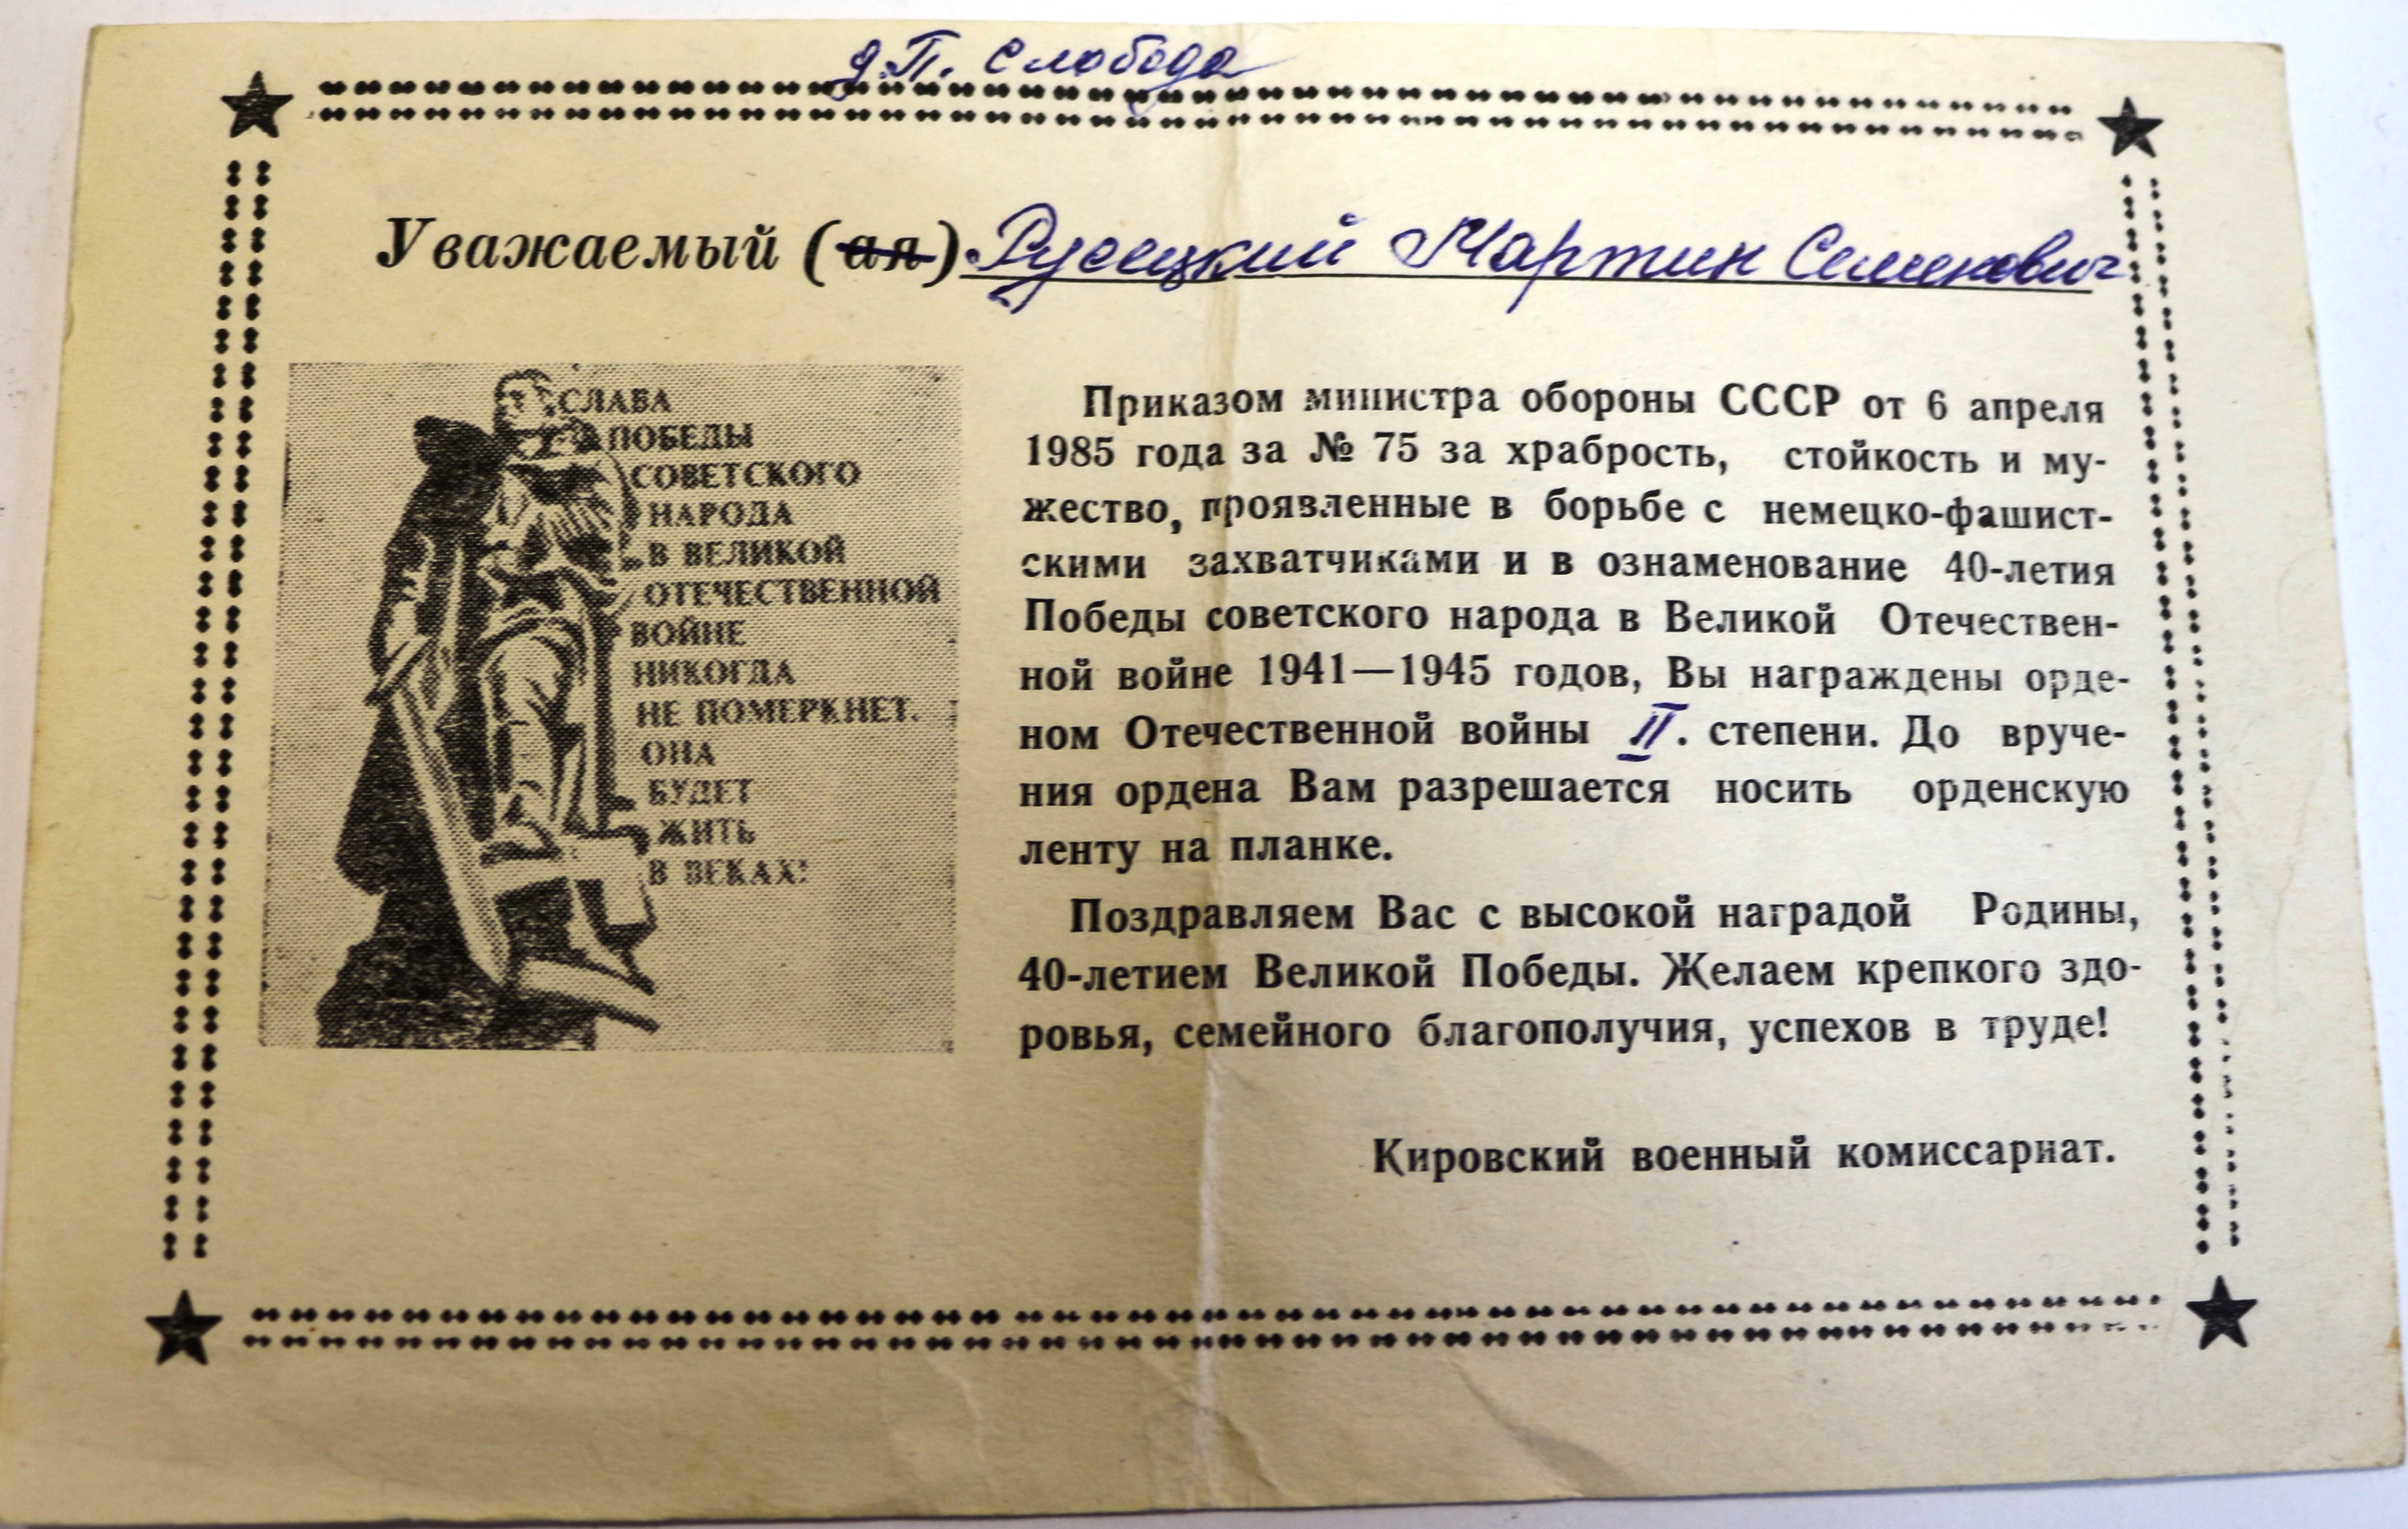 д.П. Слобода
Уважаемый (ая) Русецкий Мартин Семенович
СЛАВА
ПОБЕДЫ
СОВЕТСКОГО
НАРОДА
В ВЕЛИКОЙ
ОТЕЧЕСТВЕННОЙ
ВОЙНЕ
НИКОГДА
НЕ ПОМЕРКНЕТ.
ОНА
БУДЕТ
ЖИТЬ
В ВЕКАХ!
Приказом министра обороны СССР от 6 апреля
1985 года за № 75 за храбрость, стойкость и му-
жество, проявленные в борьбе с немецко-фашист-
скими захватчиками и в ознаменование 40-летия
Победы советского народа в Великой Отечествен-
ной войне 1941—1945 годов, Вы награждены орде-
ном Отечественной войны II. степени. До вруче-
ния ордена Вам разрешается носить орденскую
ленту на планке.
Поздравляем Вас с высокой наградой Родины,
40-летием Великой Победы. Желаем крепкого здо-
ровья, семейного благополучия, успехов в труде!
Кировский военный комиссариат.